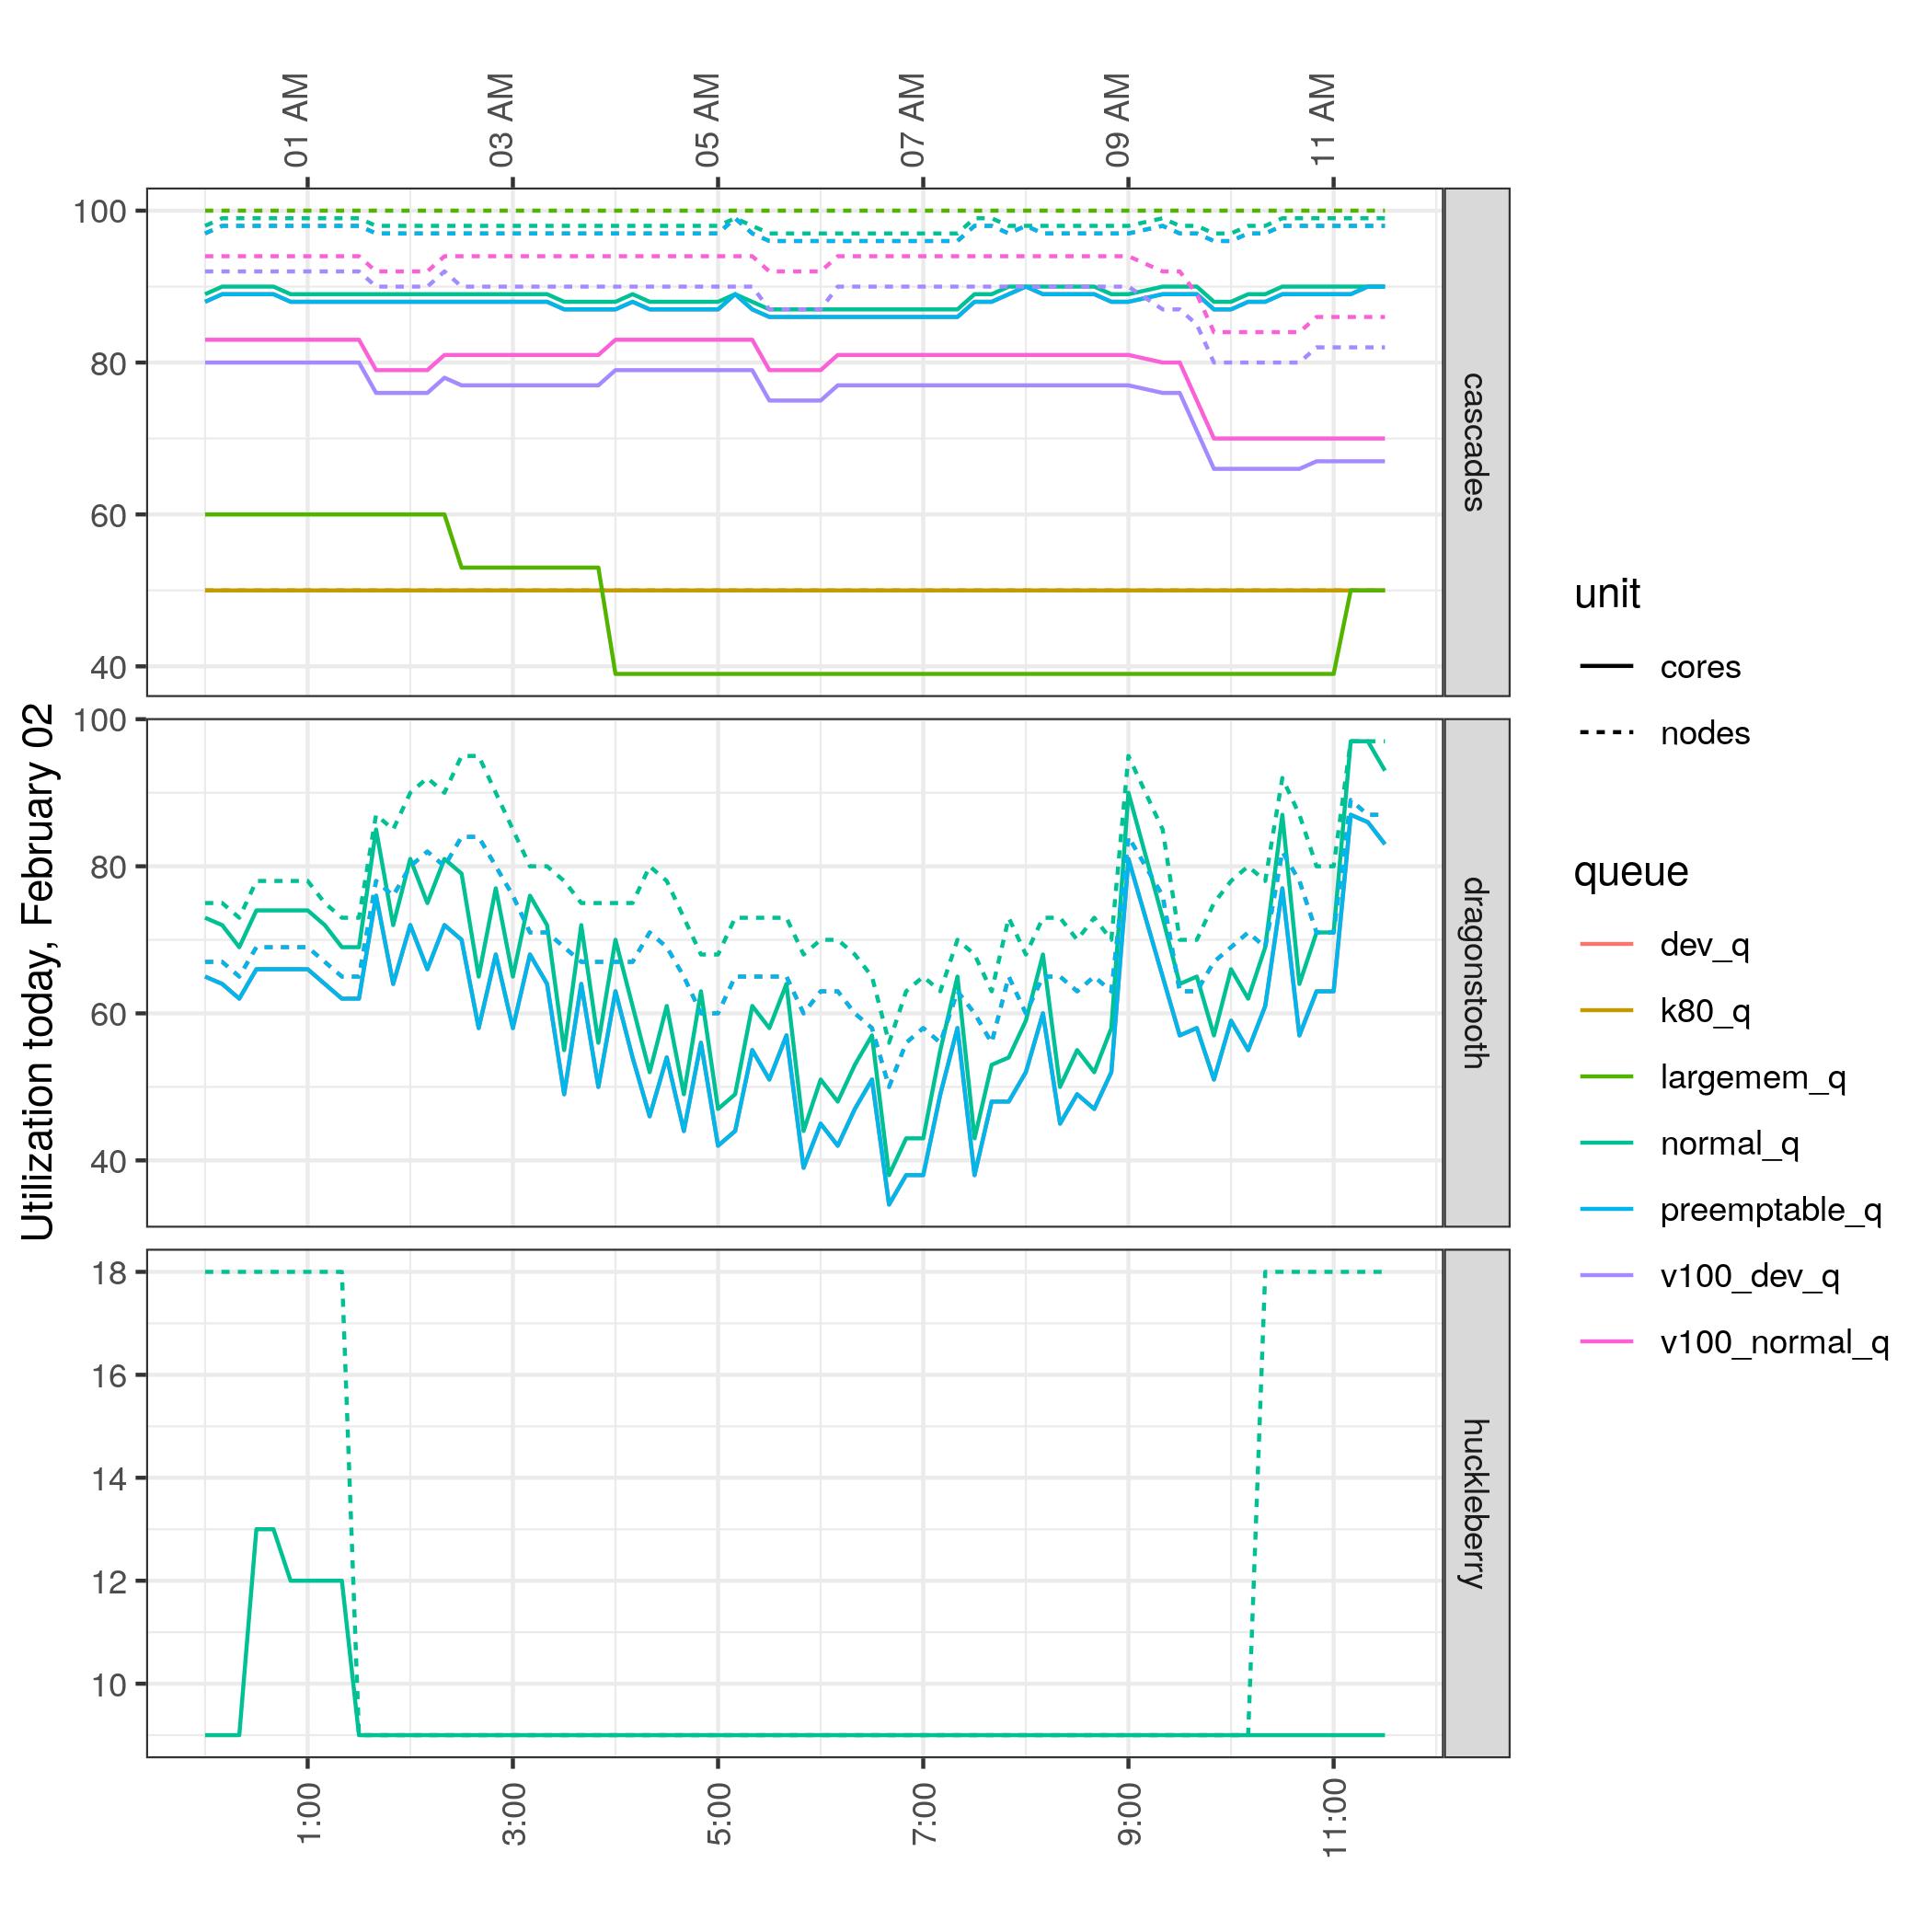 01 AM
03 AM
05 AM
07 AM
09 AM
11 AM
Utilization today, February 02
100
80
60
40
cascades
100
80
60
40
dragonstooth
18
16
14
12
10
huckleberry
1:00
3:00
5:00
7:00
9:00
11:00
unit
cores
nodes
queue
dev_q
k80_q
largemem_q
normal_q
preemptable_q
v100_dev_q
v100_normal_q